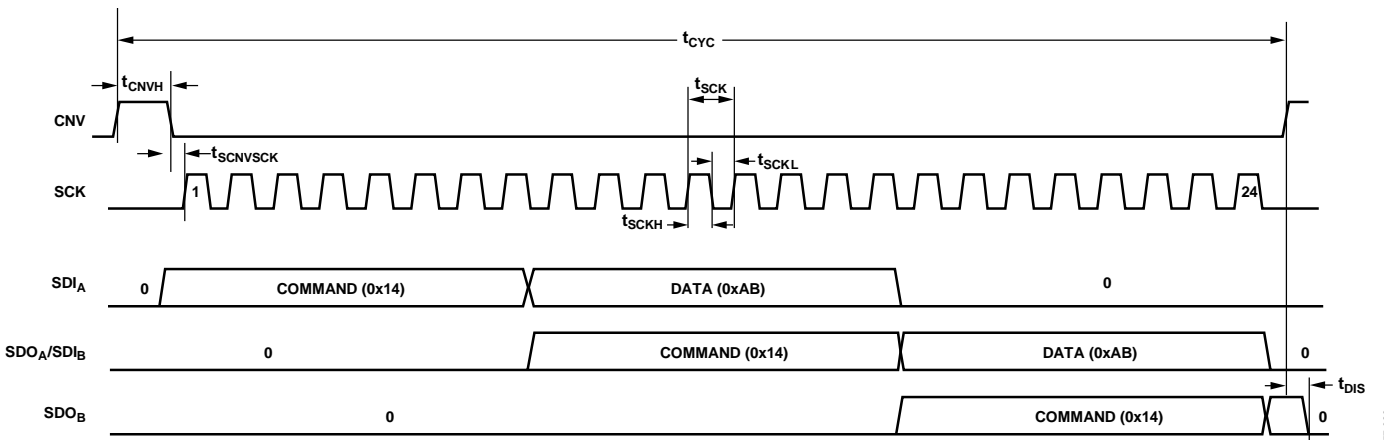 tCYC
tCNVH
tSCK
CNV
tSCNVSCK
tSCKL
SCK
1
24
tSCKH
SDIA
0
COMMAND (0x14)
DATA (0xAB)
0
SDOA/SDIB
0
COMMAND (0x14)
DATA (0xAB)
0
tDIS
SDOB
0
COMMAND (0x14)
0